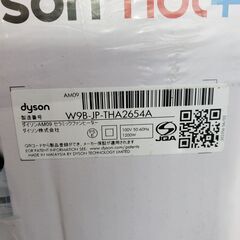 son hot+
AM09
dyson
製造番号
W9B-JP-THA2654A
ダイソンAM09 セラミックファンヒーター
ダイソン株式会社
100V 50-60Hz
1200W
JQA
MADE IN MALAYSIA BY DYSON TECHNOLOGY LIMITED